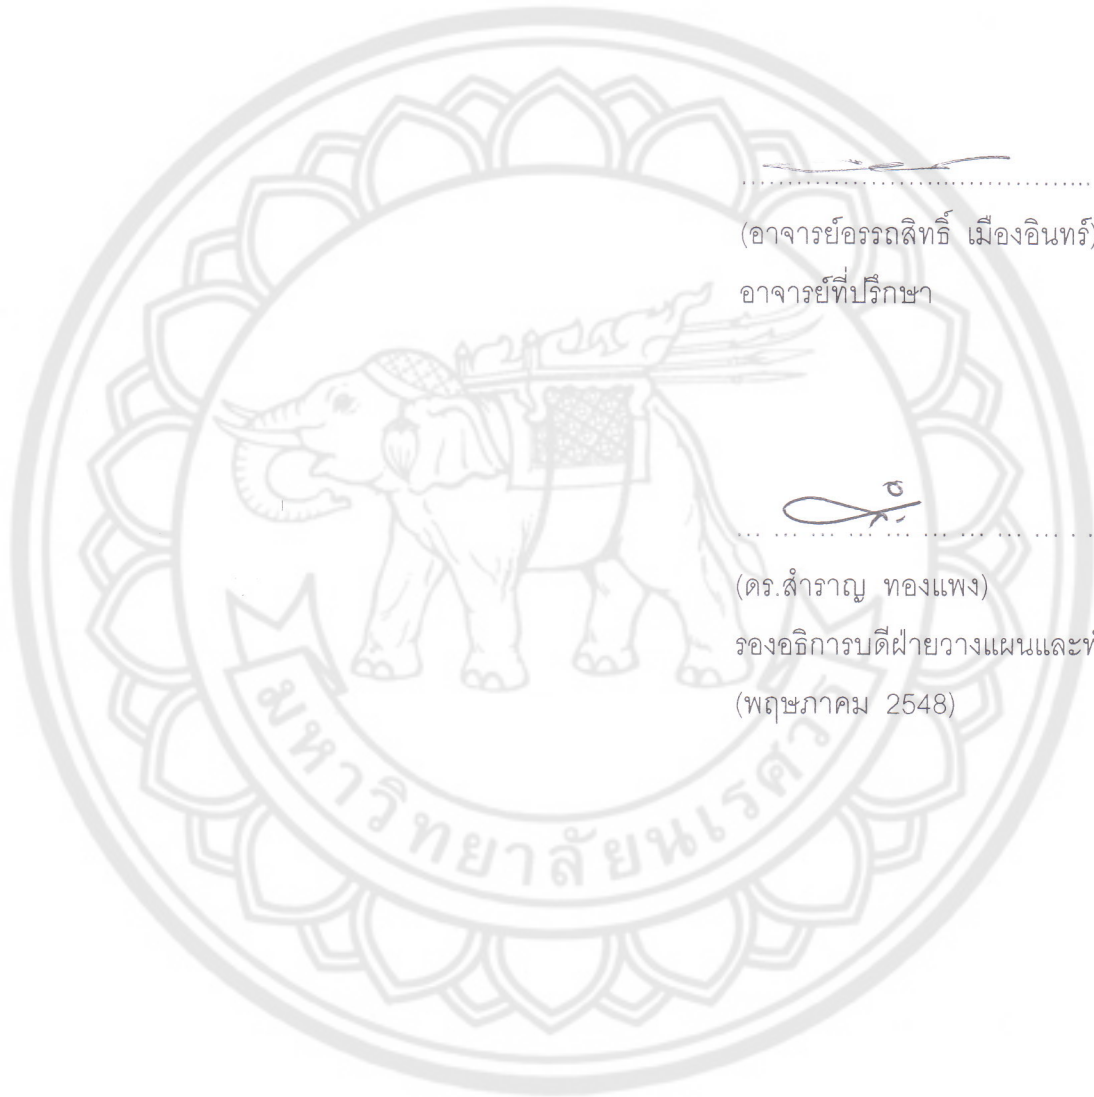 (อาจารย์อรรถสิทธิ์ เมืองอินทร์)
อาจารย์ที่ปรึกษา
(ดร.สำราญ ทองแพง)
รองอธิการบดีฝ่ายวางแผนและ
(พฤษภาคม 2548)
มหาวิทยาลัยนเรศวร